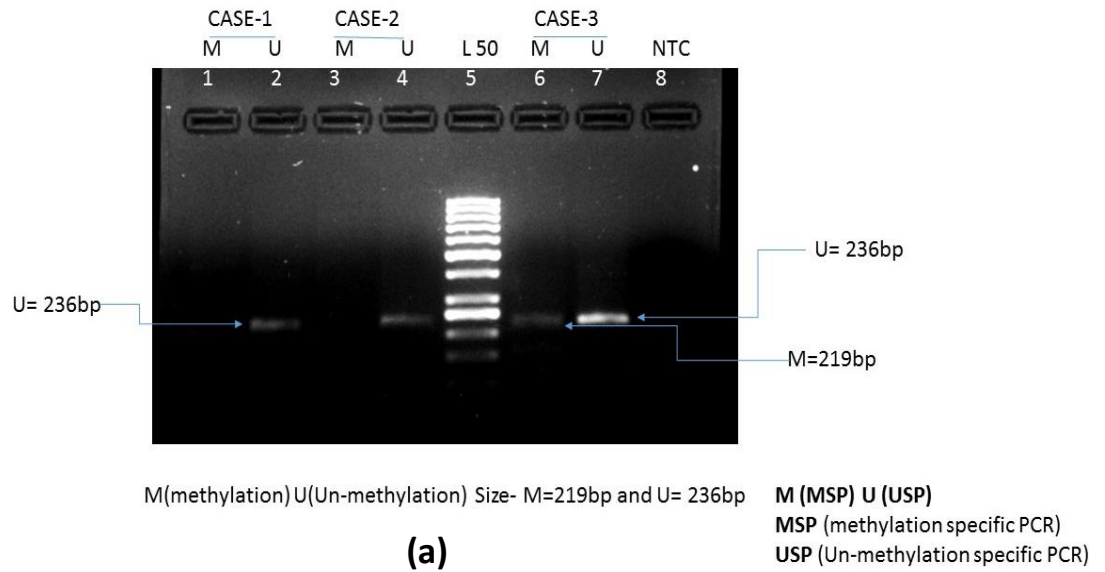 CASE-1 CASE-2 CASE-3
M U M U L 50 M U NTC
1 2 3 4 5 6 7 8
U= 236bp
U= 236bp
M=219bp
M(methylation) U(Un-methylation) Size- M=219bp and U= 236bp
M (MSP) U (USP)
MSP (methylation specific PCR)
USP (Un-methylation specific PCR)
(a)